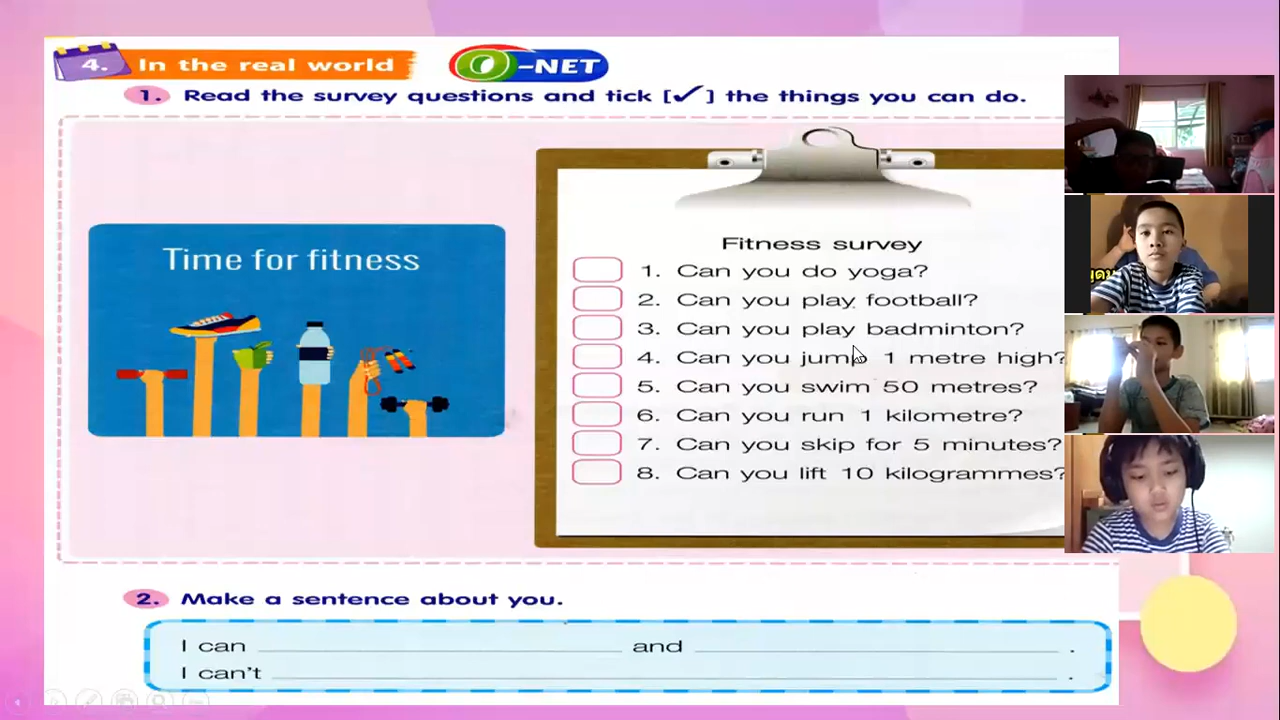 4. In the real world
O-NET
1. Read the survey questions and tick [✓] the things you can do.
Time for fitness
Fitness survey
1. Can you do yoga?
2. Can you play football?
3. Can you play badminton?
4. Can you jump 1 metre high?
5. Can you swim 50 metres?
6. Can you run 1 kilometre?
7. Can you skip for 5 minutes?
8. Can you lift 10 kilogrammes?
2. Make a sentence about you.
I can ____________________ and ____________________ .
I can't ________________________________________ .